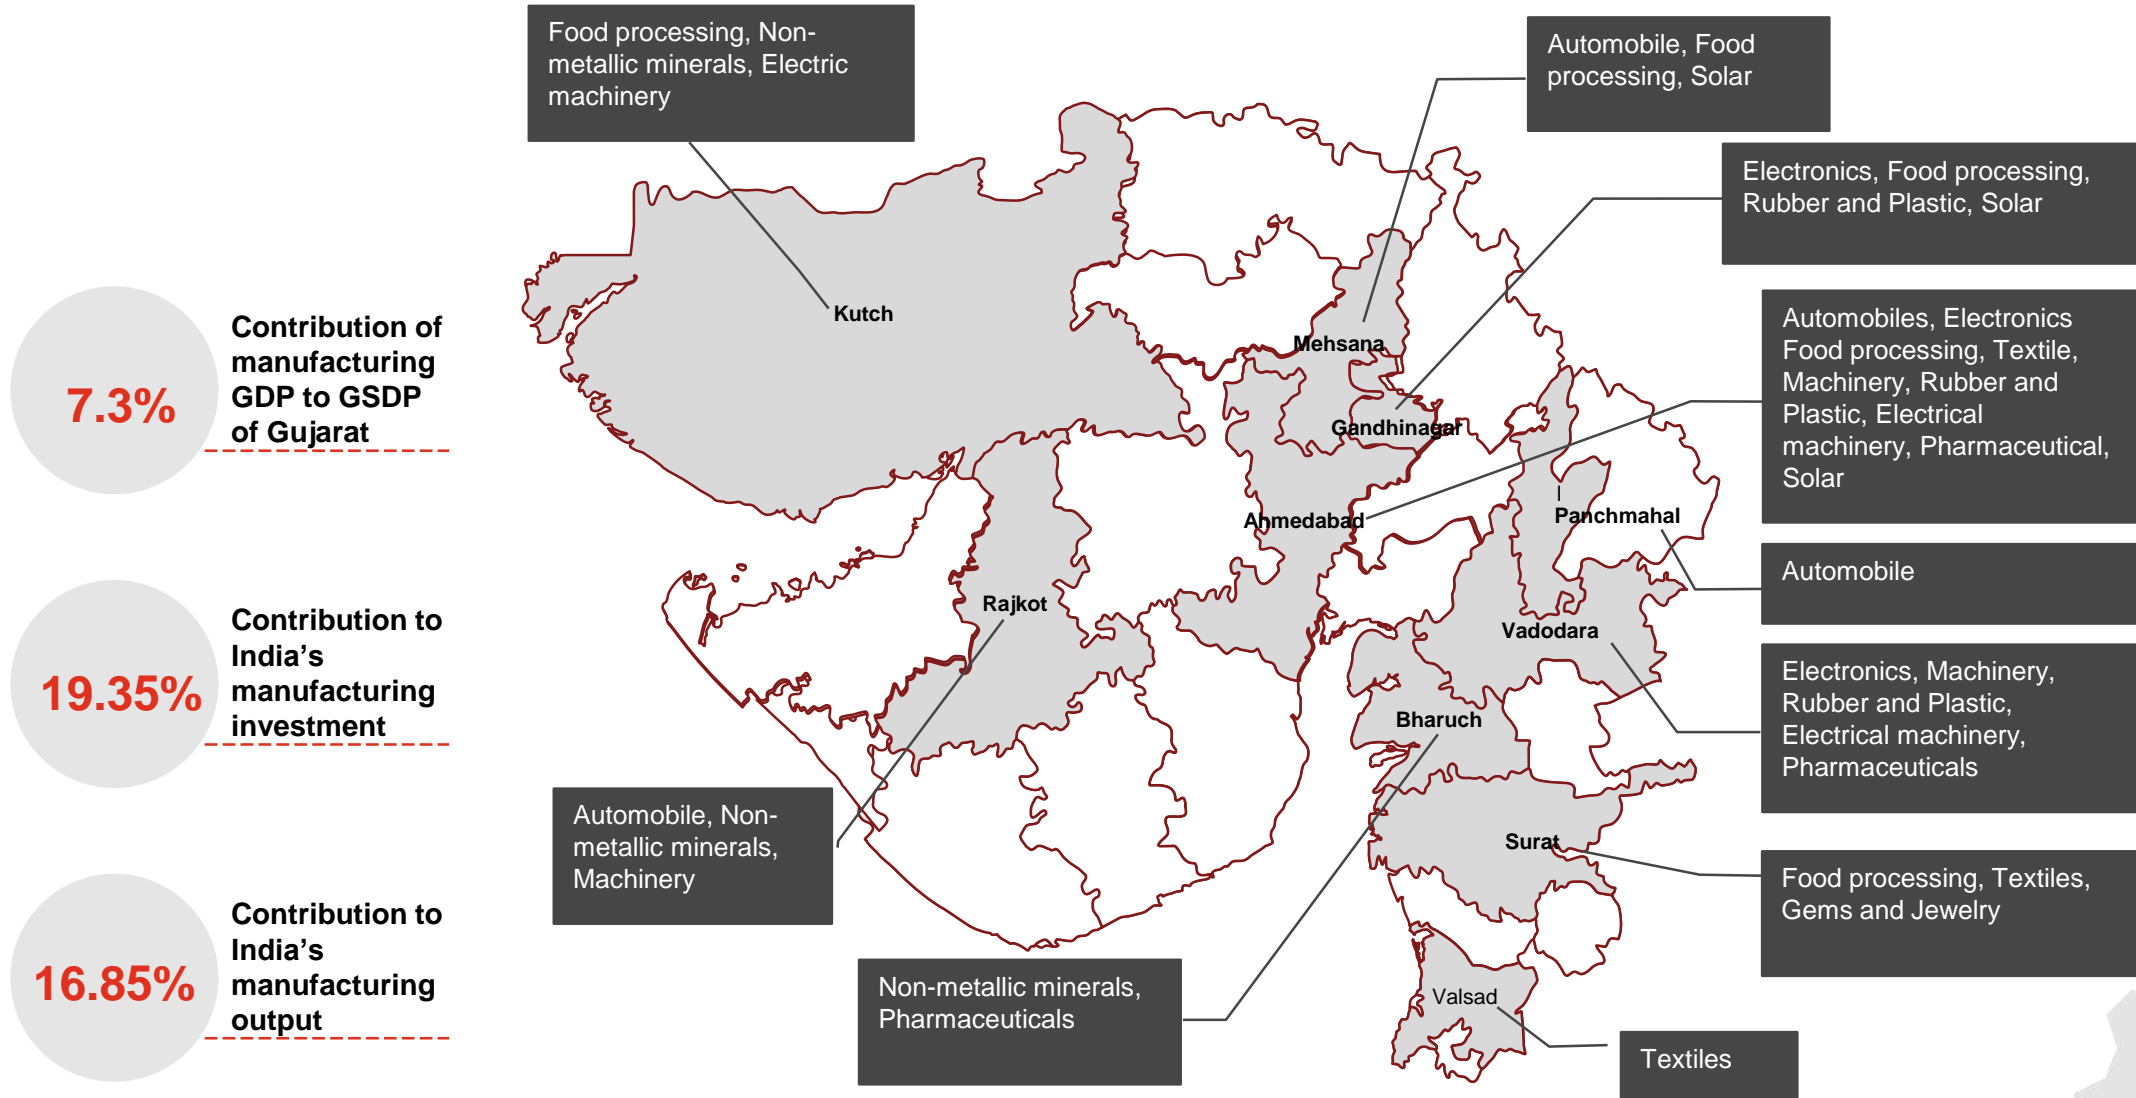 Food processing, Non-
metallic minerals, Electric
machinery
Automobile, Food
processing, Solar
Electronics, Food processing,
Rubber and Plastic, Solar
Automobiles, Electronics
Food processing, Textile,
Machinery, Rubber and
Plastic, Electrical
machinery, Pharmaceutical,
Solar
Automobile
Electronics, Machinery,
Rubber and Plastic,
Electrical machinery,
Pharmaceuticals
Food processing, Textiles,
Gems and Jewelry
Textiles
Non-metallic minerals,
Pharmaceuticals
Automobile, Non-
metallic minerals,
Machinery
7.3%
Contribution of
manufacturing
GDP to GSDP
of Gujarat
19.35%
Contribution to
India’s
manufacturing
investment
16.85%
Contribution to
India’s
manufacturing
output
Kutch
Mehsana
Gandhinagar
Ahmedabad
Panchmahal
Rajkot
Vadodara
Bharuch
Surat
Valsad